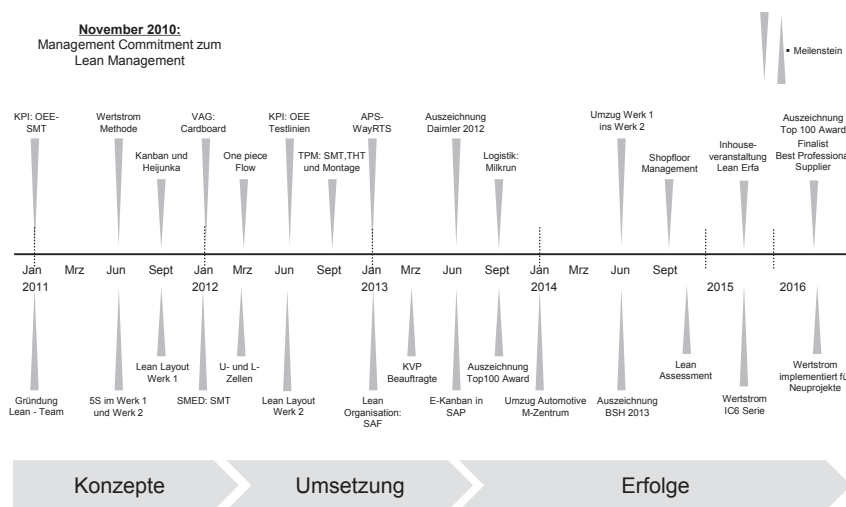 November 2010:
Management Commitment zum
Lean Management
▪ Meilenstein
KPI: OEE-
SMT
Wertstrom
Methode
VAG:
Cardboard
KPI: OEE
Testlinien
APS-
WayRTS
Auszeichnung
Daimler 2012
Umzug Werk 1
ins Werk 2
Auszeichnung
Top 100 Award
Finalist
Best Professional
Supplier
Kanban und
Heijunka
One piece
Flow
TPM: SMT,THT
und Montage
Logistik:
Milkrun
Shopfloor
Management
Inhouse-
veranstaltung
Lean Erfa
Jan Mrz Jun Sept Jan Mrz Jun Sept Jan Mrz Jun Sept Jan Mrz Jun Sept
2011 2012 2013 2014 2015 2016
Lean Layout
Werk 1
U- und L-
Zellen
KVP
Beauftragte
Auszeichnung
Top100 Award
Lean
Assessment
Wertstrom
implementiert für
Neuprojekte
Gründung
Lean - Team
5S im Werk 1
und Werk 2
SMED: SMT
Lean Layout
Werk 2
Lean
Organisation:
SAF
E-Kanban in
SAP
Umzug Automotive
M-Zentrum
Auszeichnung
BSH 2013
Wertstrom
IC6 Serie
Konzepte
Umsetzung
Erfolge